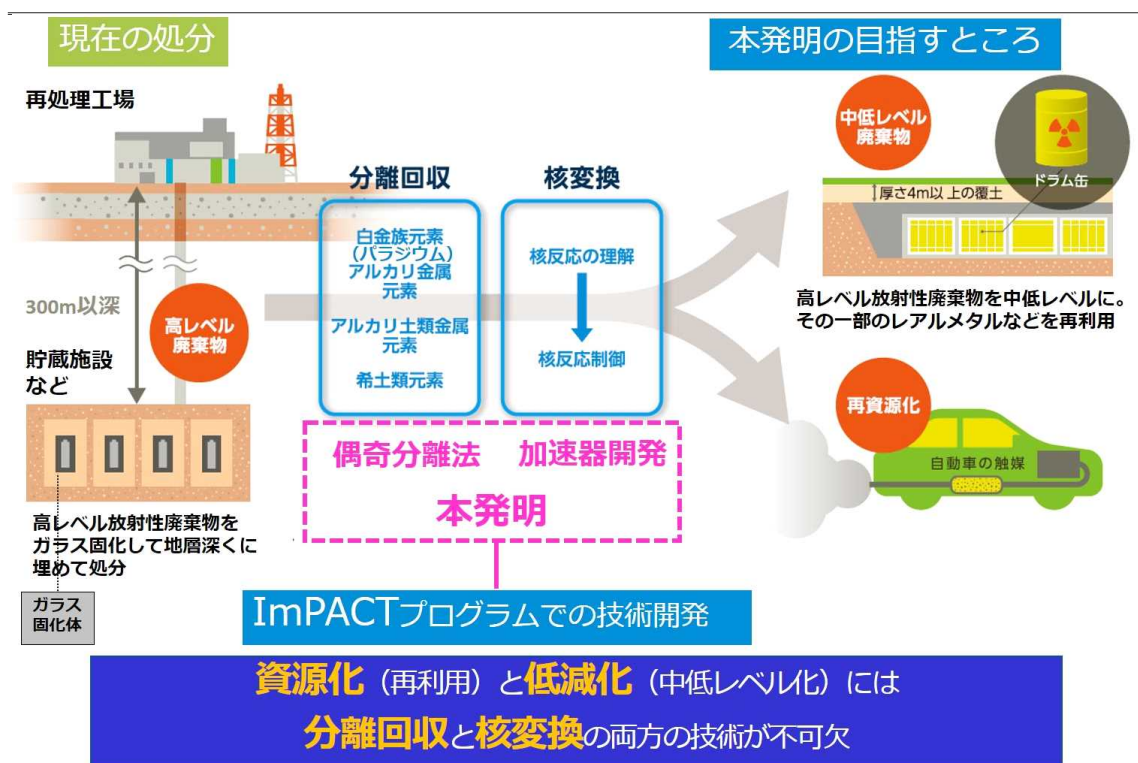 現在の処分
再処理工場
300m以深
高レベル
廃棄物
貯蔵施設
など
高レベル放射性廃棄物を
ガラス固化して地層深くに
埋めて処分
ガラス
固化体
分離回収
白金族元素
(パラジウム)
アルカリ金属
元素
アルカリ土類金属
元素
希土類元素
核変換
核反応の理解
核反応制御
偶奇分離法 加速器開発
本発明
本発明の目指すところ
中低レベル
廃棄物
ドラム缶
厚さ4m以上の覆土
高レベル放射性廃棄物を中低レベルに。
その一部のレアルメタルなどを再利用
再資源化
自動車の触媒
ImPACTプログラムでの技術開発
資源化(再利用)と低減化(中低レベル化)には
分離回収と核変換の両方の技術が不可欠